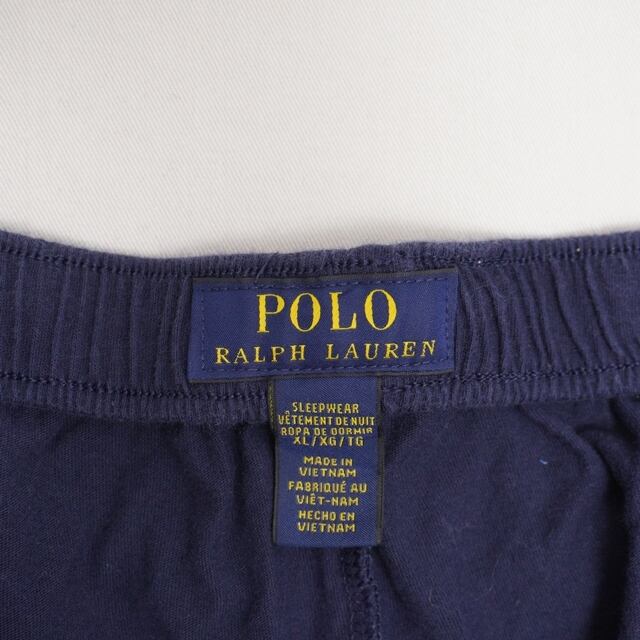 POLO
RALPH LAUREN
SLEEPWEAR
VÊTEMENT DE NUIT
ROPA DE DORMIR
XL/XG/TG
MADE IN
VIETNAM
FABRIQUÉ AU
VIÊT-NAM
HECHO EN
VIETNAM